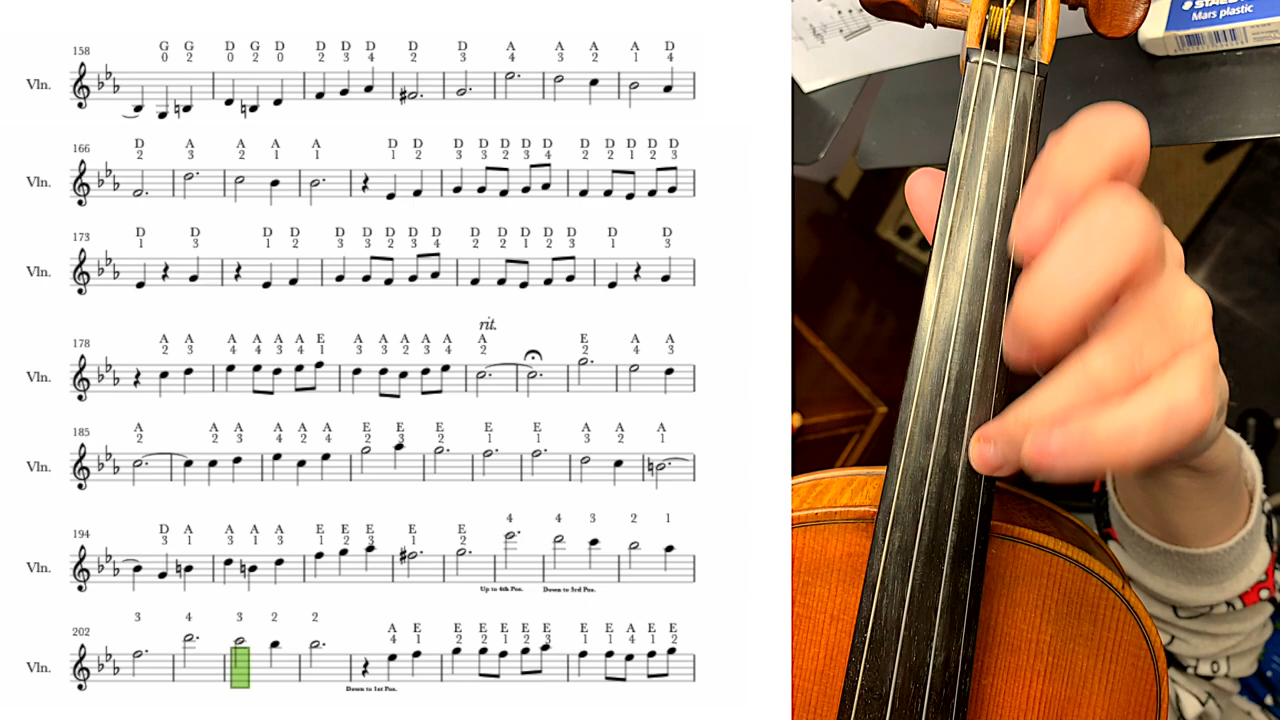 158 G G D G D D D D D D A A A A D
0 2 0 2 0 2 3 4 2 3 4 3 2 1 4
Vln.
166 D A A A A D D D D D D D D D D D D
2 3 2 1 1 1 2 3 3 2 3 4 2 2 1 2 3
Vln.
173 D D D D D D D D D D D D D D D D
1 3 1 2 3 3 2 3 4 2 2 1 2 3 1 3
Vln.
rit.
178 A A A A A A E A A A A A A E A A
2 3 4 4 3 4 1 3 3 2 3 4 2 2 4 3
Vln.
185 A A A A A A E E E E E A A A
2 2 3 4 2 4 2 3 2 1 1 3 2 1
Vln.
194 D A A A A E E E E E 4 4 3 2 1
3 1 3 1 3 1 2 3 1 2
Vln.
Up to 4th Pos. Down to 3rd Pos.
202 3 4 3 2 2 A E E E E E E E E A E E
4 1 2 2 1 2 3 1 1 4 1 2
Vln.
Down to 1st Pos.
Mars plastic